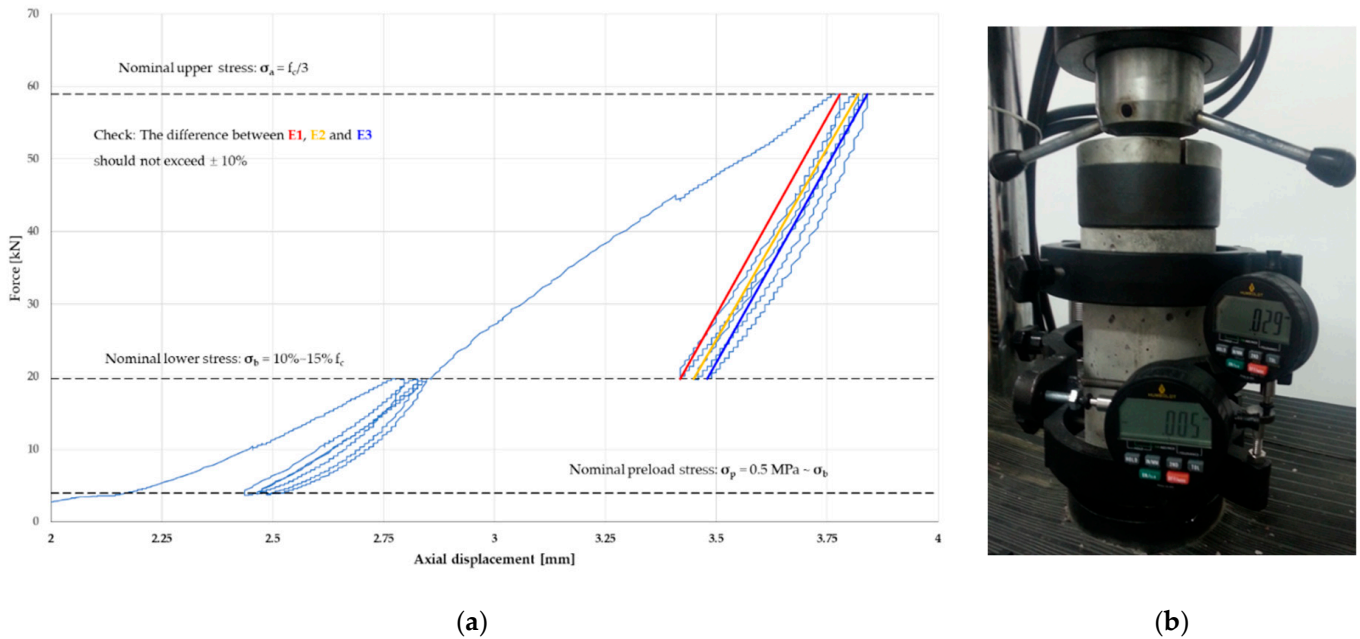 70
Nominal upper stress: σa = fc/3
60
Check: The difference between E1, E2 and E3
should not exceed ± 10%
50
40
Force [kN]
30
Nominal lower stress: σb = 10%~15% fc
20
10
Nominal preload stress: σp = 0.5 MPa ~ σb
0
2 2.25 2.5 2.75 3 3.25 3.5 3.75 4
Axial displacement [mm]
029
005
(a) (b)